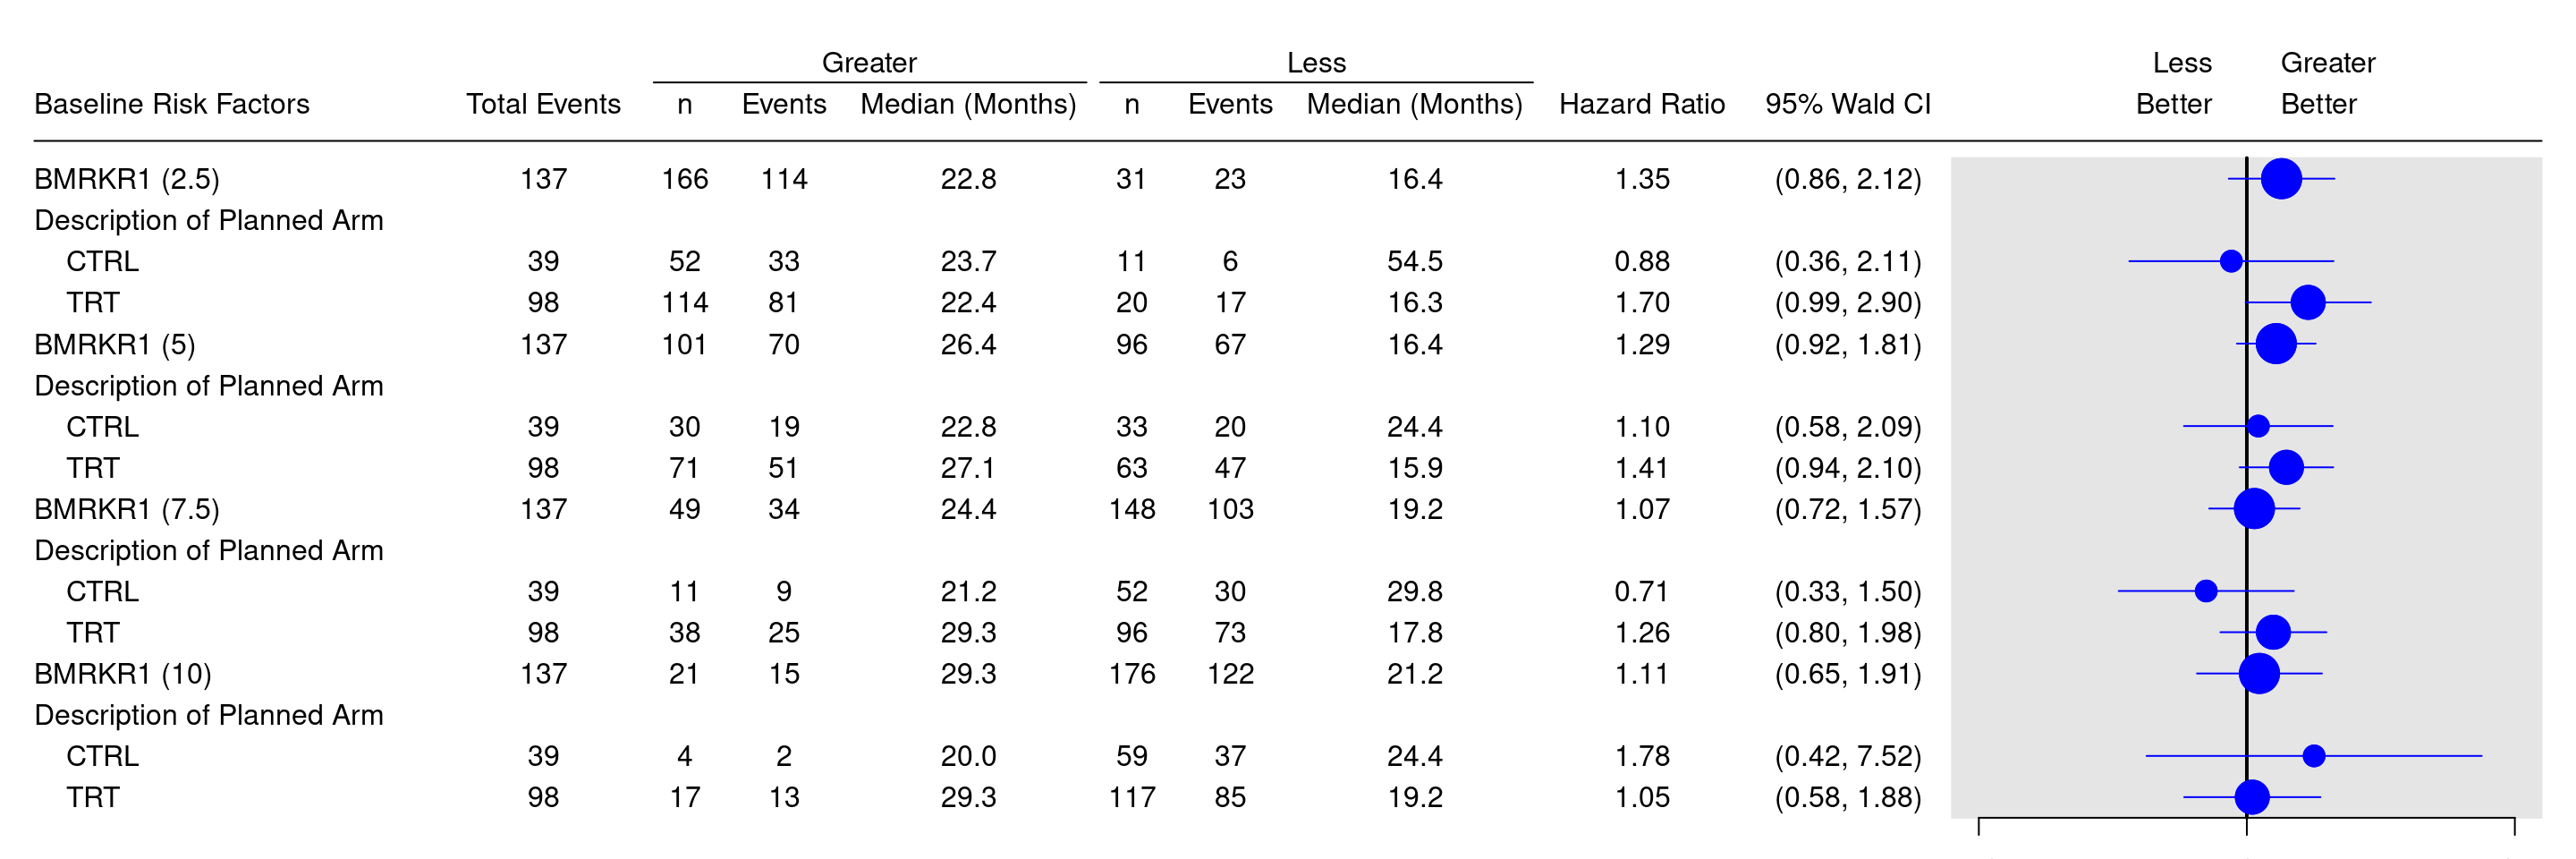 Greater Less Less Greater
Baseline Risk Factors Total Events n Events Median (Months) n Events Median (Months) Hazard Ratio 95% Wald CI Better Better
BMRKR1 (2.5) 137 166 114 22.8 31 23 16.4 1.35 (0.86, 2.12)
Description of Planned Arm
CTRL 39 52 33 23.7 11 6 54.5 0.88 (0.36, 2.11)
TRT 98 114 81 22.4 20 17 16.3 1.70 (0.99, 2.90)
BMRKR1 (5) 137 101 70 26.4 96 67 16.4 1.29 (0.92, 1.81)
Description of Planned Arm
CTRL 39 30 19 22.8 33 20 24.4 1.10 (0.58, 2.09)
TRT 98 71 51 27.1 63 47 15.9 1.41 (0.94, 2.10)
BMRKR1 (7.5) 137 49 34 24.4 148 103 19.2 1.07 (0.72, 1.57)
Description of Planned Arm
CTRL 39 11 9 21.2 52 30 29.8 0.71 (0.33, 1.50)
TRT 98 38 25 29.3 96 73 17.8 1.26 (0.80, 1.98)
BMRKR1 (10) 137 21 15 29.3 176 122 21.2 1.11 (0.65, 1.91)
Description of Planned Arm
CTRL 39 4 2 20.0 59 37 24.4 1.78 (0.42, 7.52)
TRT 98 17 13 29.3 117 85 19.2 1.05 (0.58, 1.88)